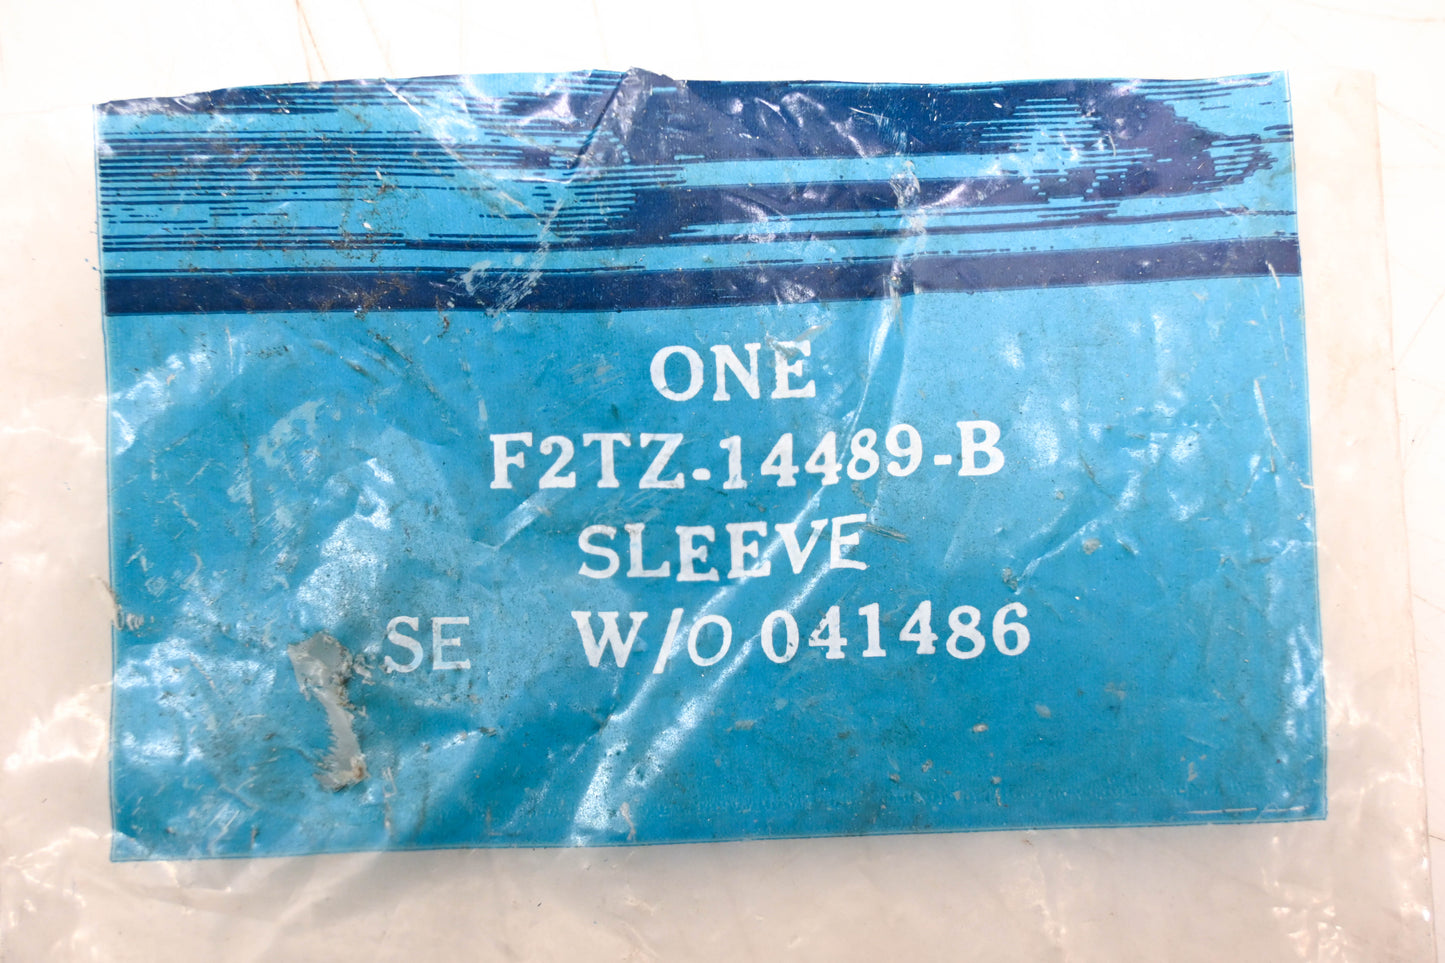 ONE
F2TZ-14489-B
SLEEVE
SE W/O 041486